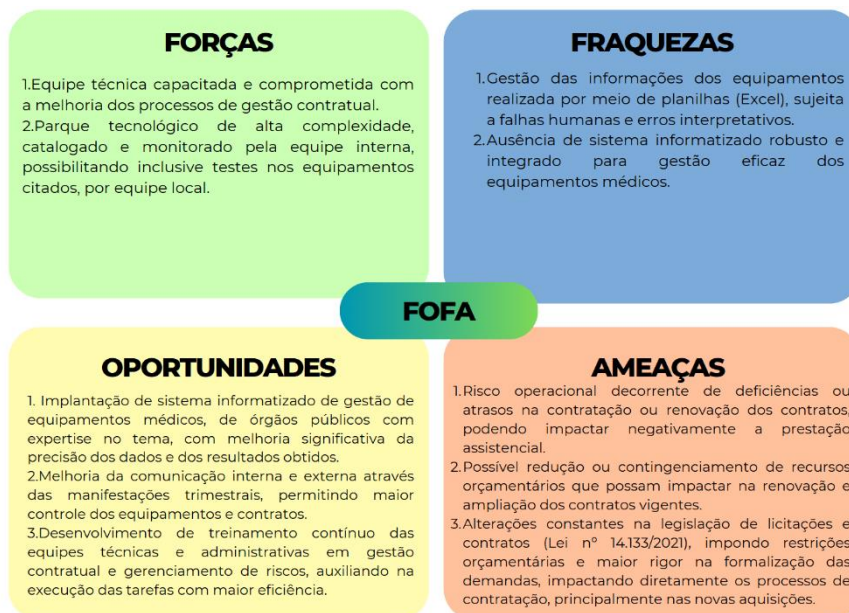 FORÇAS
1.Equipe técnica capacitada e comprometida com
a melhoria dos processos de gestão contratual.
2.Parque tecnológico de alta complexidade,
catalogado e monitorado pela equipe interna,
possibilitando inclusive testes nos equipamentos
citados, por equipe local.
FRAQUEZAS
1.Gestão das informações dos equipamentos
realizada por meio de planilhas (Excel), sujeita
a falhas humanas e erros interpretativos.
2.Ausência de sistema informatizado robusto e
integrado para gestão eficaz dos
equipamentos médicos.
FOFA
OPORTUNIDADES
1. Implantação de sistema informatizado de gestão de
equipamentos médicos, de órgãos públicos com
expertise no tema, com melhoria significativa da
precisão dos dados e dos resultados obtidos.
2.Melhoria da comunicação interna e externa através
das manifestações trimestrais, permitindo maior
controle dos equipamentos e contratos.
3.Desenvolvimento de treinamento contínuo das
equipes técnicas e administrativas em gestão
contratual e gerenciamento de riscos, auxiliando na
execução das tarefas com maior eficiência.
AMEAÇAS
1.Risco operacional decorrente de deficiências ou
atrasos na contratação ou renovação dos contratos,
podendo impactar negativamente a prestação
assistencial.
2.Possível redução ou contingenciamento de recursos
orçamentários que possam impactar na renovação e
ampliação dos contratos vigentes.
3.Alterações constantes na legislação de licitações e
contratos (Lei nº 14.133/2021), impondo restrições
orçamentárias e maior rigor na formalização das
demandas, impactando diretamente os processos de
contratação, principalmente nas novas aquisições.